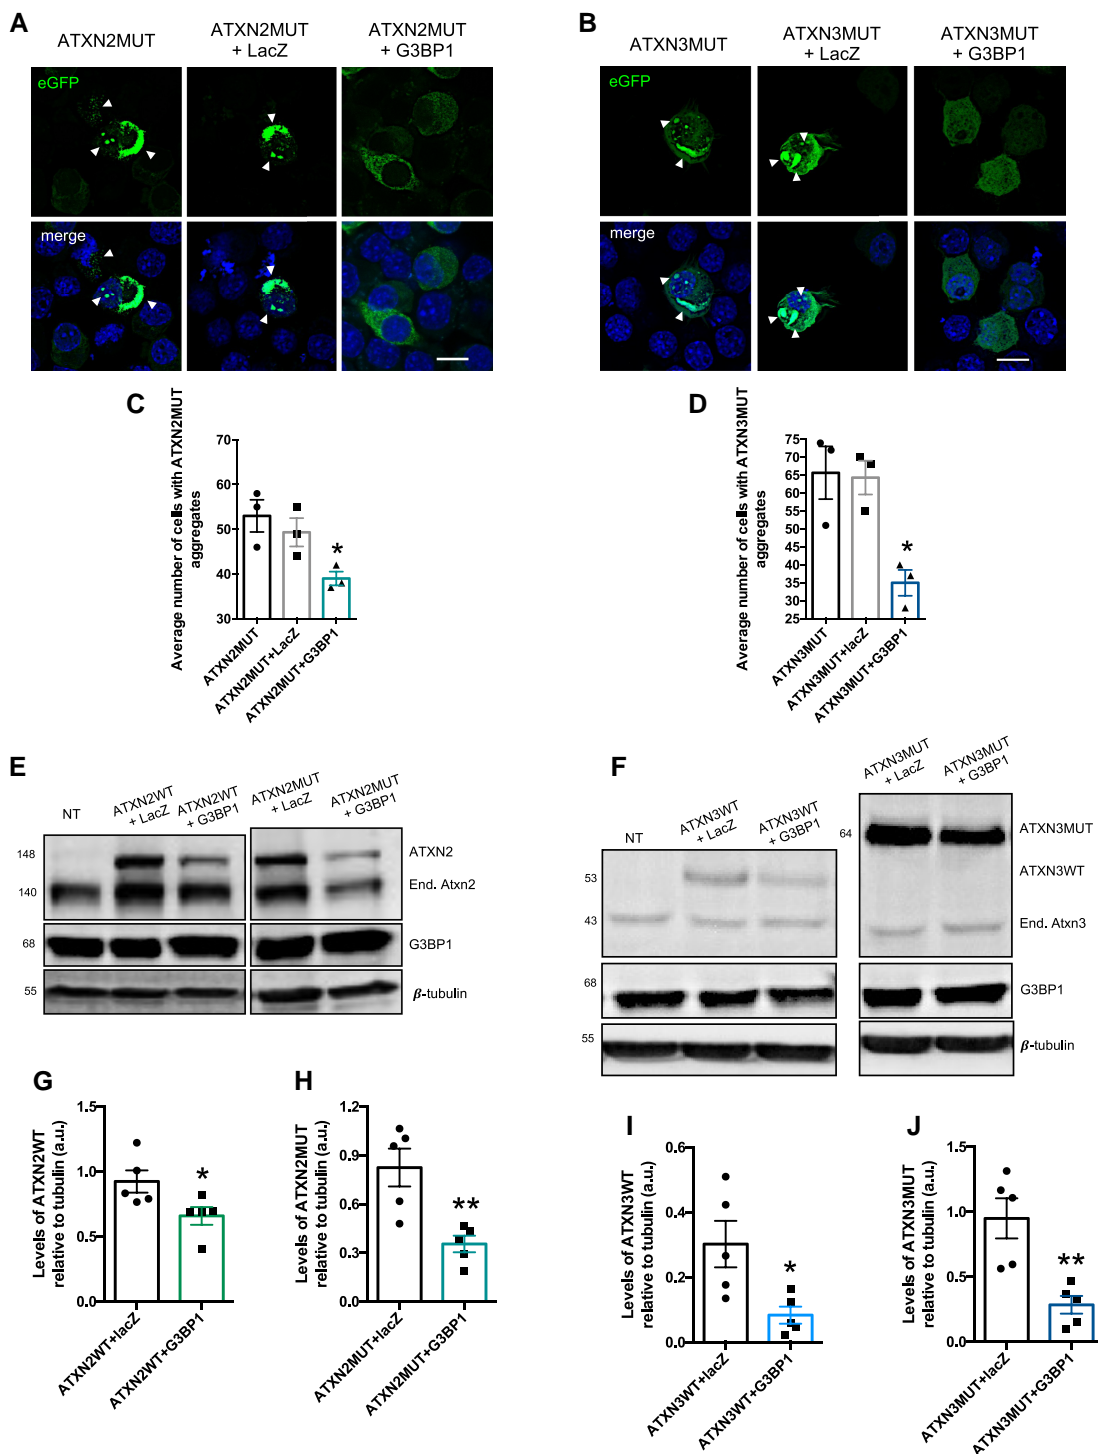 A
ATXN2MUT
ATXN2MUT
+ LacZ
ATXN2MUT
+ G3BP1
eGFP
merge
B
ATXN3MUT
ATXN3MUT
+ LacZ
ATXN3MUT
+ G3BP1
eGFP
merge
C
Average number of cells with ATXN2MUT
aggregates
70
60
50
40
30
*
ATXN2MUT
ATXN2MUT+LacZ
ATXN2MUT+G3BP1
D
Average number of cells with ATXN3MUT
aggregates
75
70
65
60
55
50
45
40
35
30
25
*
ATXN3MUT
ATXN3MUT+lacZ
ATXN3MUT+G3BP1
E
NT
ATXN2WT
+ LacZ
ATXN2WT
+ G3BP1
ATXN2MUT
+ LacZ
ATXN2MUT
+ G3BP1
148
140
68
55
ATXN2
End. Atxn2
G3BP1
β-tubulin
F
NT
ATXN3WT
+ LacZ
ATXN3WT
+ G3BP1
ATXN3MUT
+ LacZ
ATXN3MUT
+ G3BP1
64
53
43
68
55
ATXN3MUT
ATXN3WT
End. Atxn3
G3BP1
β-tubulin
G
Levels of ATXN2WT
relative to tubulin (a.u.)
1.5
1.0
0.5
0.0
*
ATXN2WT+lacZ
ATXN2WT+G3BP1
H
Levels of ATXN2MUT
relative to tubulin (a.u.)
1.2
0.9
0.6
0.3
0.0
**
ATXN2MUT+lacZ
ATXN2MUT+G3BP1
I
Levels of ATXN3WT
relative to tubulin (a.u.)
0.6
0.4
0.2
0.0
*
ATXN3WT+lacZ
ATXN3WT+G3BP1
J
Levels of ATXN3MUT
relative to tubulin (a.u.)
1.5
1.0
0.5
0.0
**
ATXN3MUT+lacZ
ATXN3MUT+G3BP1